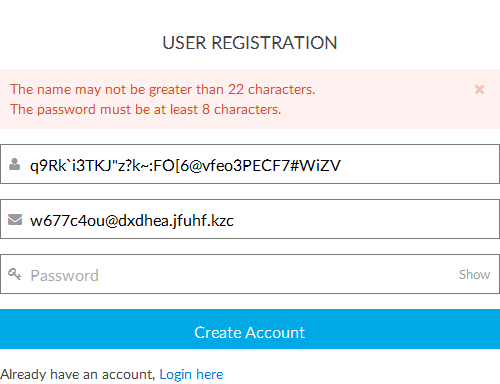 USER REGISTRATION
The name may not be greater than 22 characters.
The password must be at least 8 characters.
q9Rk`i3TKJ"z?k~:FO[6@vfeo3PECF7#WiZV
w677c4ou@dxdhea.jfuhf.kzc
Password Show
Create Account
Already have an account, Login here